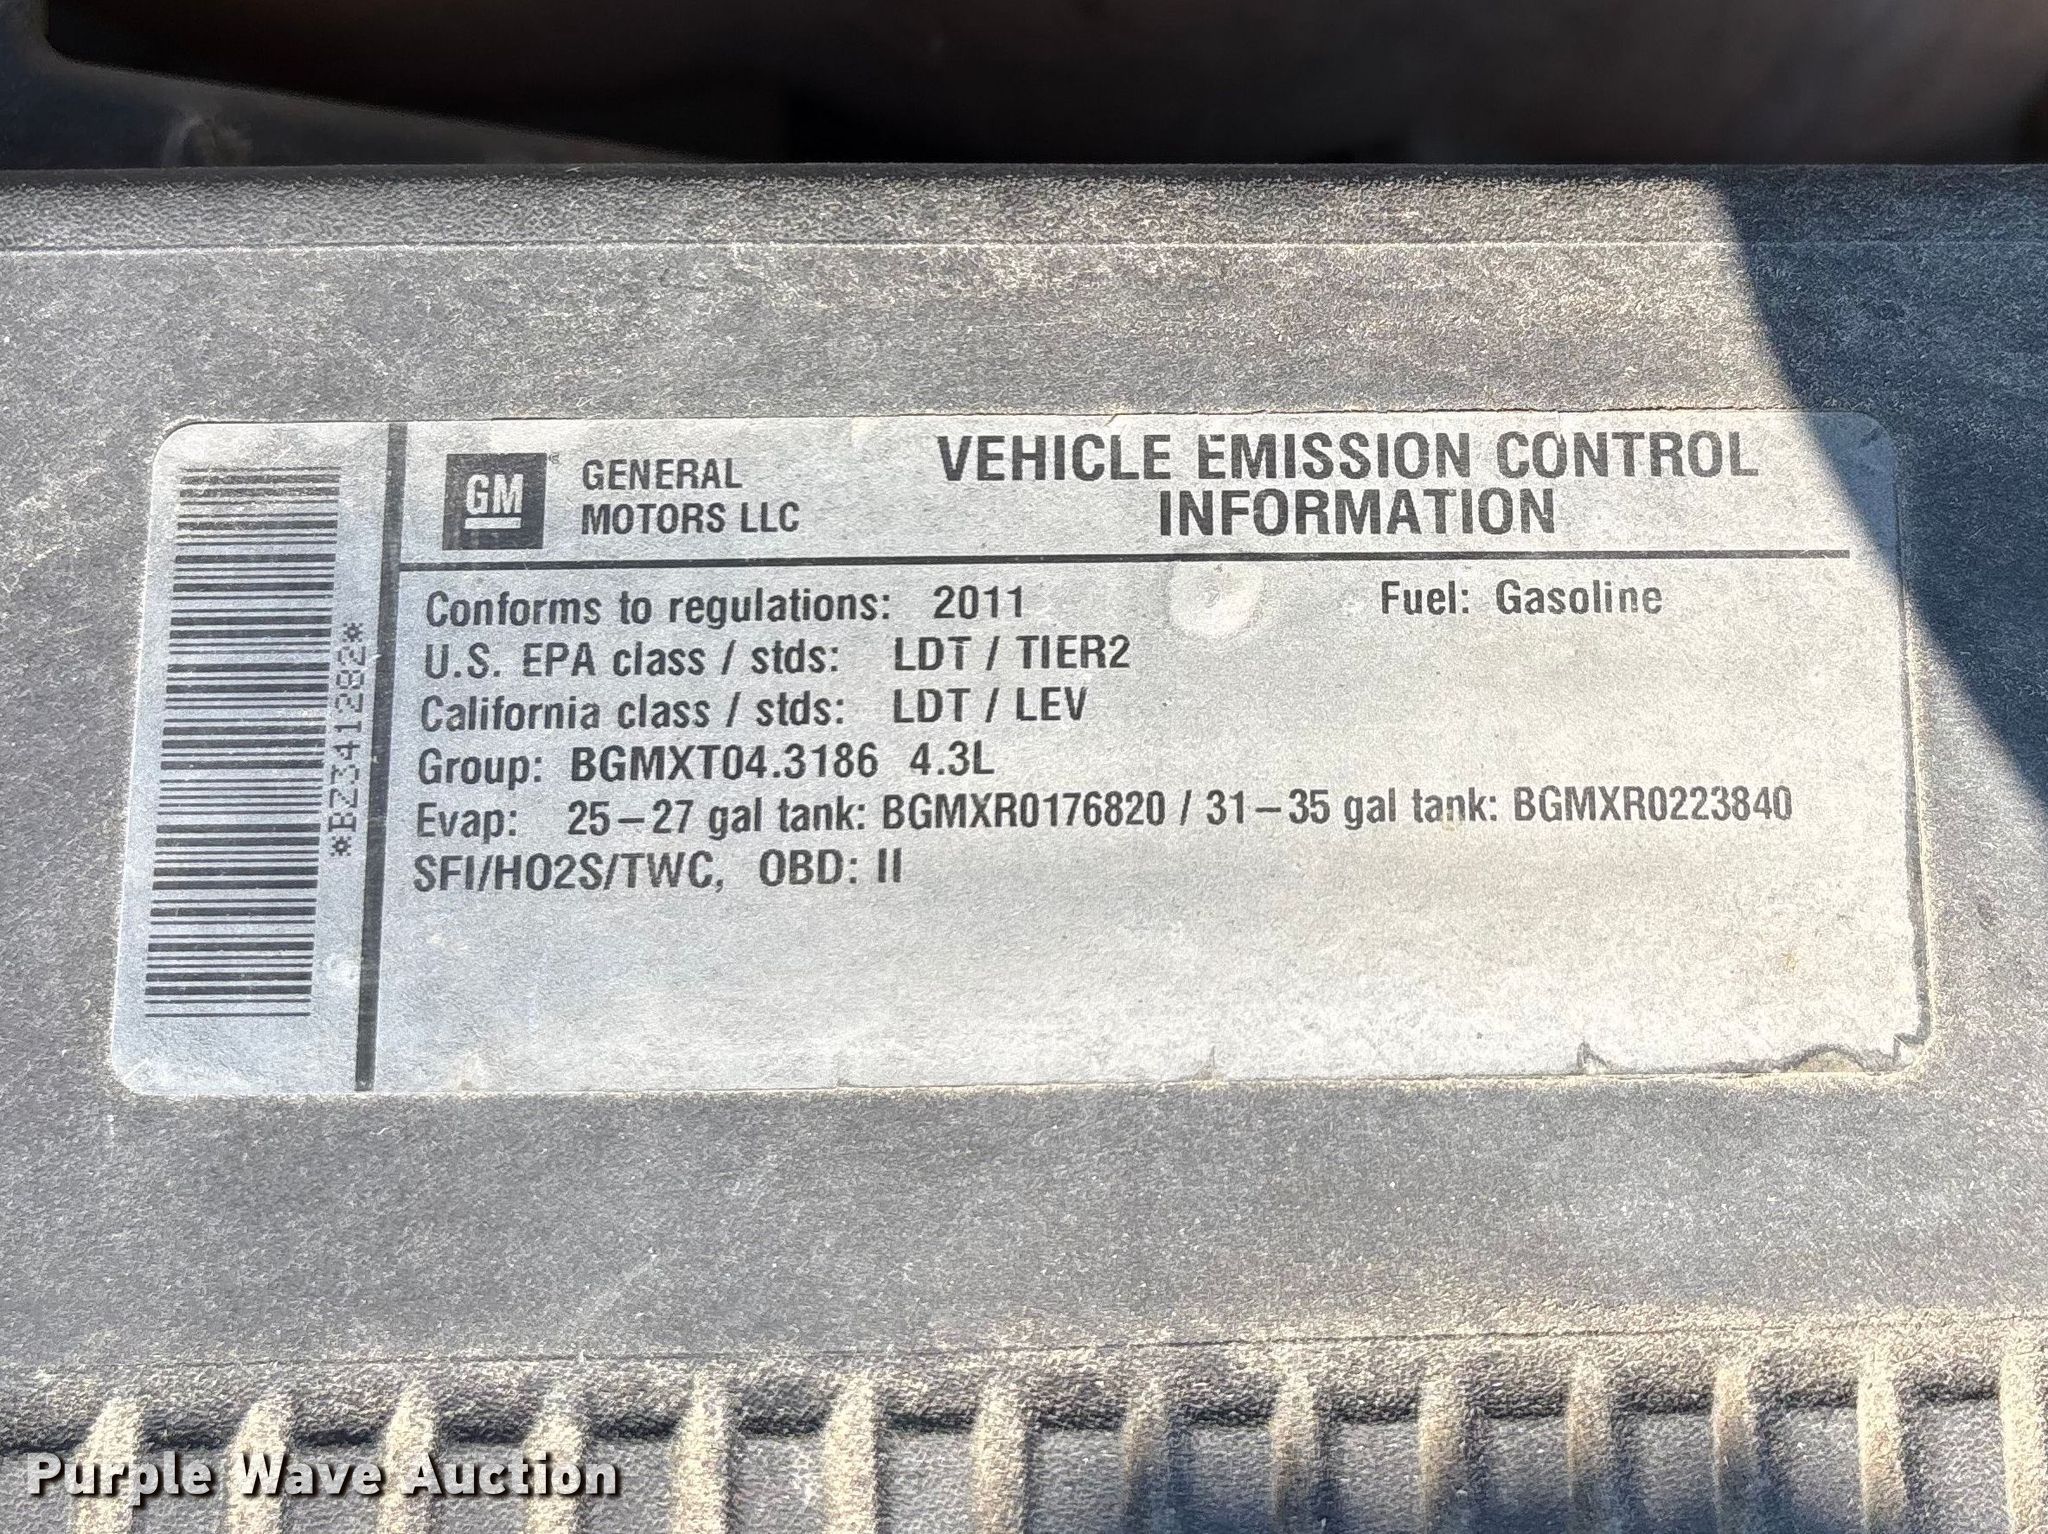 GM
GENERAL
MOTORS LLC
VEHICLE EMISSION CONTROL
INFORMATION
Conforms to regulations: 2011 Fuel: Gasoline
U.S. EPA class / stds: LDT / TIER2
California class / stds: LDT / LEV
Group: BGMXT04.3186 4.3L
Evap: 25-27 gal tank: BGMXR0176820 / 31-35 gal tank: BGMXR0223840
SFI/HO2S/TWC, OBD: II
*BZ341282*
Purple Wave Auction